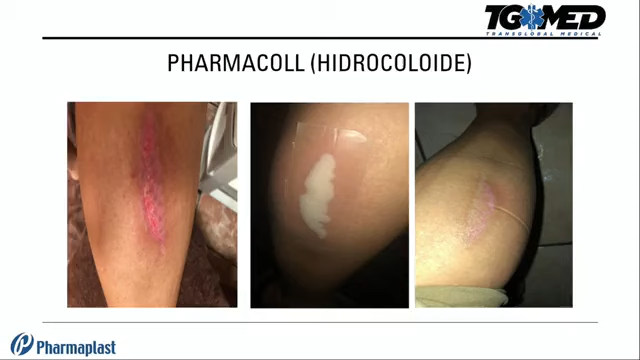 TGMED
TRANSGLOBAL MEDICAL
PHARMACOLL (HIDROCOLOIDE)
Pharmaplast